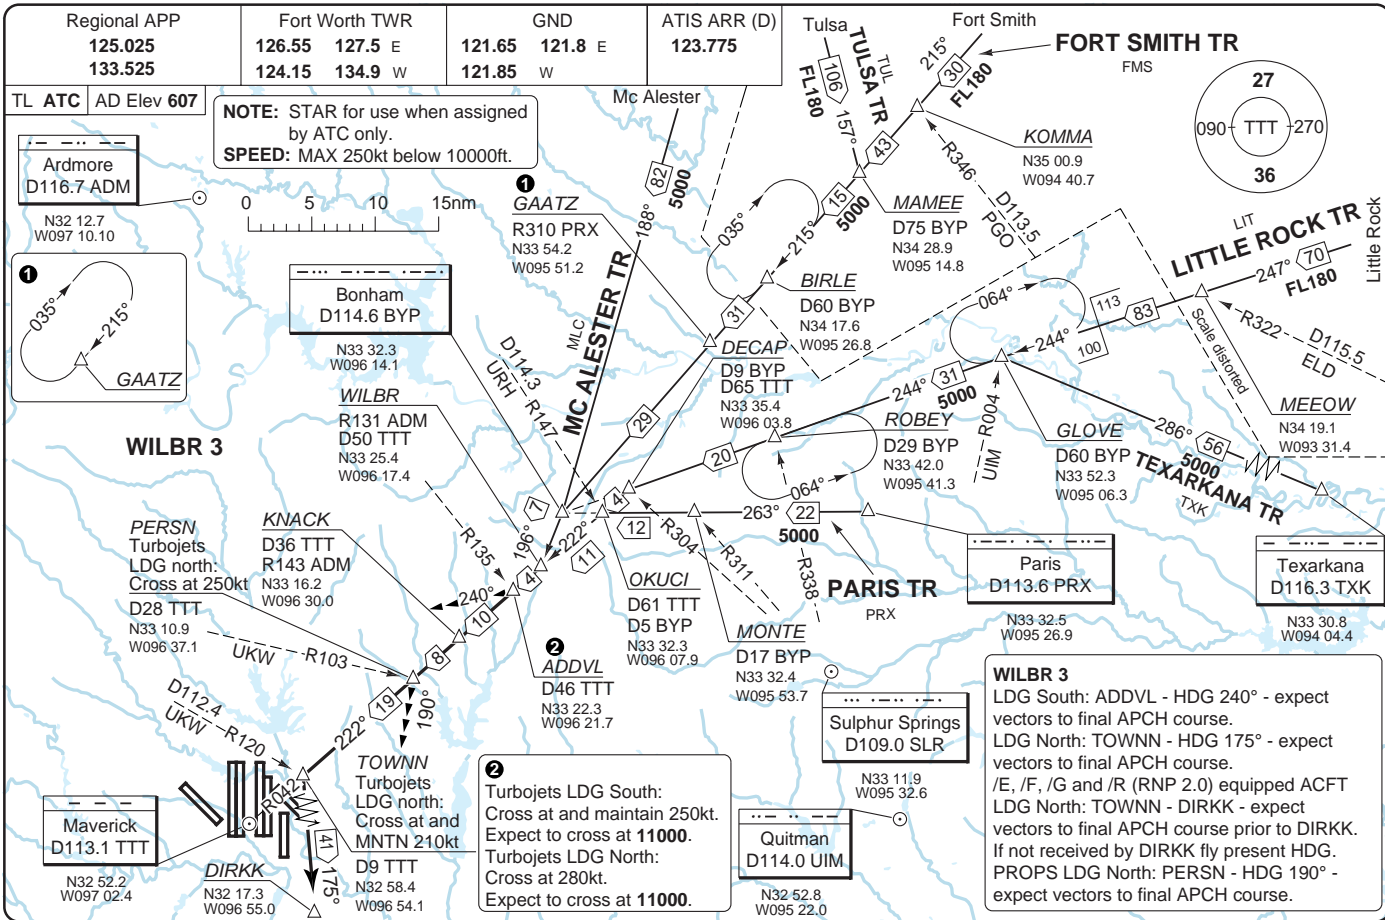 Regional APP
125.025
133.525
Fort Worth TWR
126.55 127.5 E
124.15 134.9 W
GND
121.65 121.8 E
121.85 W
ATIS ARR (D)
123.775
TL ATC
AD Elev 607
NOTE: STAR for use when assigned
by ATC only.
SPEED: MAX 250kt below 10000ft.
0 5 10 15nm
Ardmore
D116.7 ADM
N32 12.7
W097 10.10
1
035°
215°
GAATZ
WILBR 3
Mc Alester
82
5000
188°
MLC
MC ALESTER TR
1
GAATZ
R310 PRX
N33 54.2
W095 51.2
Tulsa
106
FL180
157°
TUL
TULSA TR
Fort Smith
215°
30
FL180
FORT SMITH TR
FMS
27
090 TTT 270
36
KOMMA
N35 00.9
W094 40.7
43
R346
D113.5
PGO
MAMEE
D75 BYP
N34 28.9
W095 14.8
15
5000
035°
215°
BIRLE
D60 BYP
N34 17.6
W095 26.8
31
29
LIT
LITTLE ROCK TR
Little Rock
247°
70
FL180
R322
D115.5
ELD
MEEOW
N34 19.1
W093 31.4
Scale distorted
83
113
100
244°
064°
Bonham
D114.6 BYP
N33 32.3
W096 14.1
D114.3
URH
R147
DECAP
D9 BYP
D65 TTT
N33 35.4
W096 03.8
WILBR
R131 ADM
D50 TTT
N33 25.4
W096 17.4
244°
31
5000
20
ROBEY
D29 BYP
N33 42.0
W095 41.3
064°
UIM R004
GLOVE
D60 BYP
N33 52.3
W095 06.3
286°
56
5000
TEXARKANA TR
TXK
Texarkana
D116.3 TXK
N33 30.8
W094 04.4
Paris
D113.6 PRX
N33 32.5
W095 26.9
263°
22
5000
PARIS TR
PRX
R338
R304
R311
4
12
7
196°
222°
11
4
OKUCI
D61 TTT
D5 BYP
N33 32.3
W096 07.9
MONTE
D17 BYP
N33 32.4
W095 53.7
PERSN
Turbojets
LDG north:
Cross at 250kt
D28 TTT
N33 10.9
W096 37.1
KNACK
D36 TTT
R143 ADM
N33 16.2
W096 30.0
R135
240°
10
8
2
ADDVL
D46 TTT
N33 22.3
W096 21.7
UKW R103
19
222°
190°
D112.4
UKW
R120
R042
TOWNN
Turbojets
LDG north:
Cross at and
MNTN 210kt
D9 TTT
N32 58.4
W096 54.1
Maverick
D113.1 TTT
N32 52.2
W097 02.4
41
175°
DIRKK
N32 17.3
W096 55.0
2
Turbojets LDG South:
Cross at and maintain 250kt.
Expect to cross at 11000.
Turbojets LDG North:
Cross at 280kt.
Expect to cross at 11000.
Sulphur Springs
D109.0 SLR
N33 11.9
W095 32.6
Quitman
D114.0 UIM
N32 52.8
W095 22.0
WILBR 3
LDG South: ADDVL - HDG 240° - expect
vectors to final APCH course.
LDG North: TOWNN - HDG 175° - expect
vectors to final APCH course.
/E, /F, /G and /R (RNP 2.0) equipped ACFT
LDG North: TOWNN - DIRKK - expect
vectors to final APCH course prior to DIRKK.
If not received by DIRKK fly present HDG.
PROPS LDG North: PERSN - HDG 190° -
expect vectors to final APCH course.